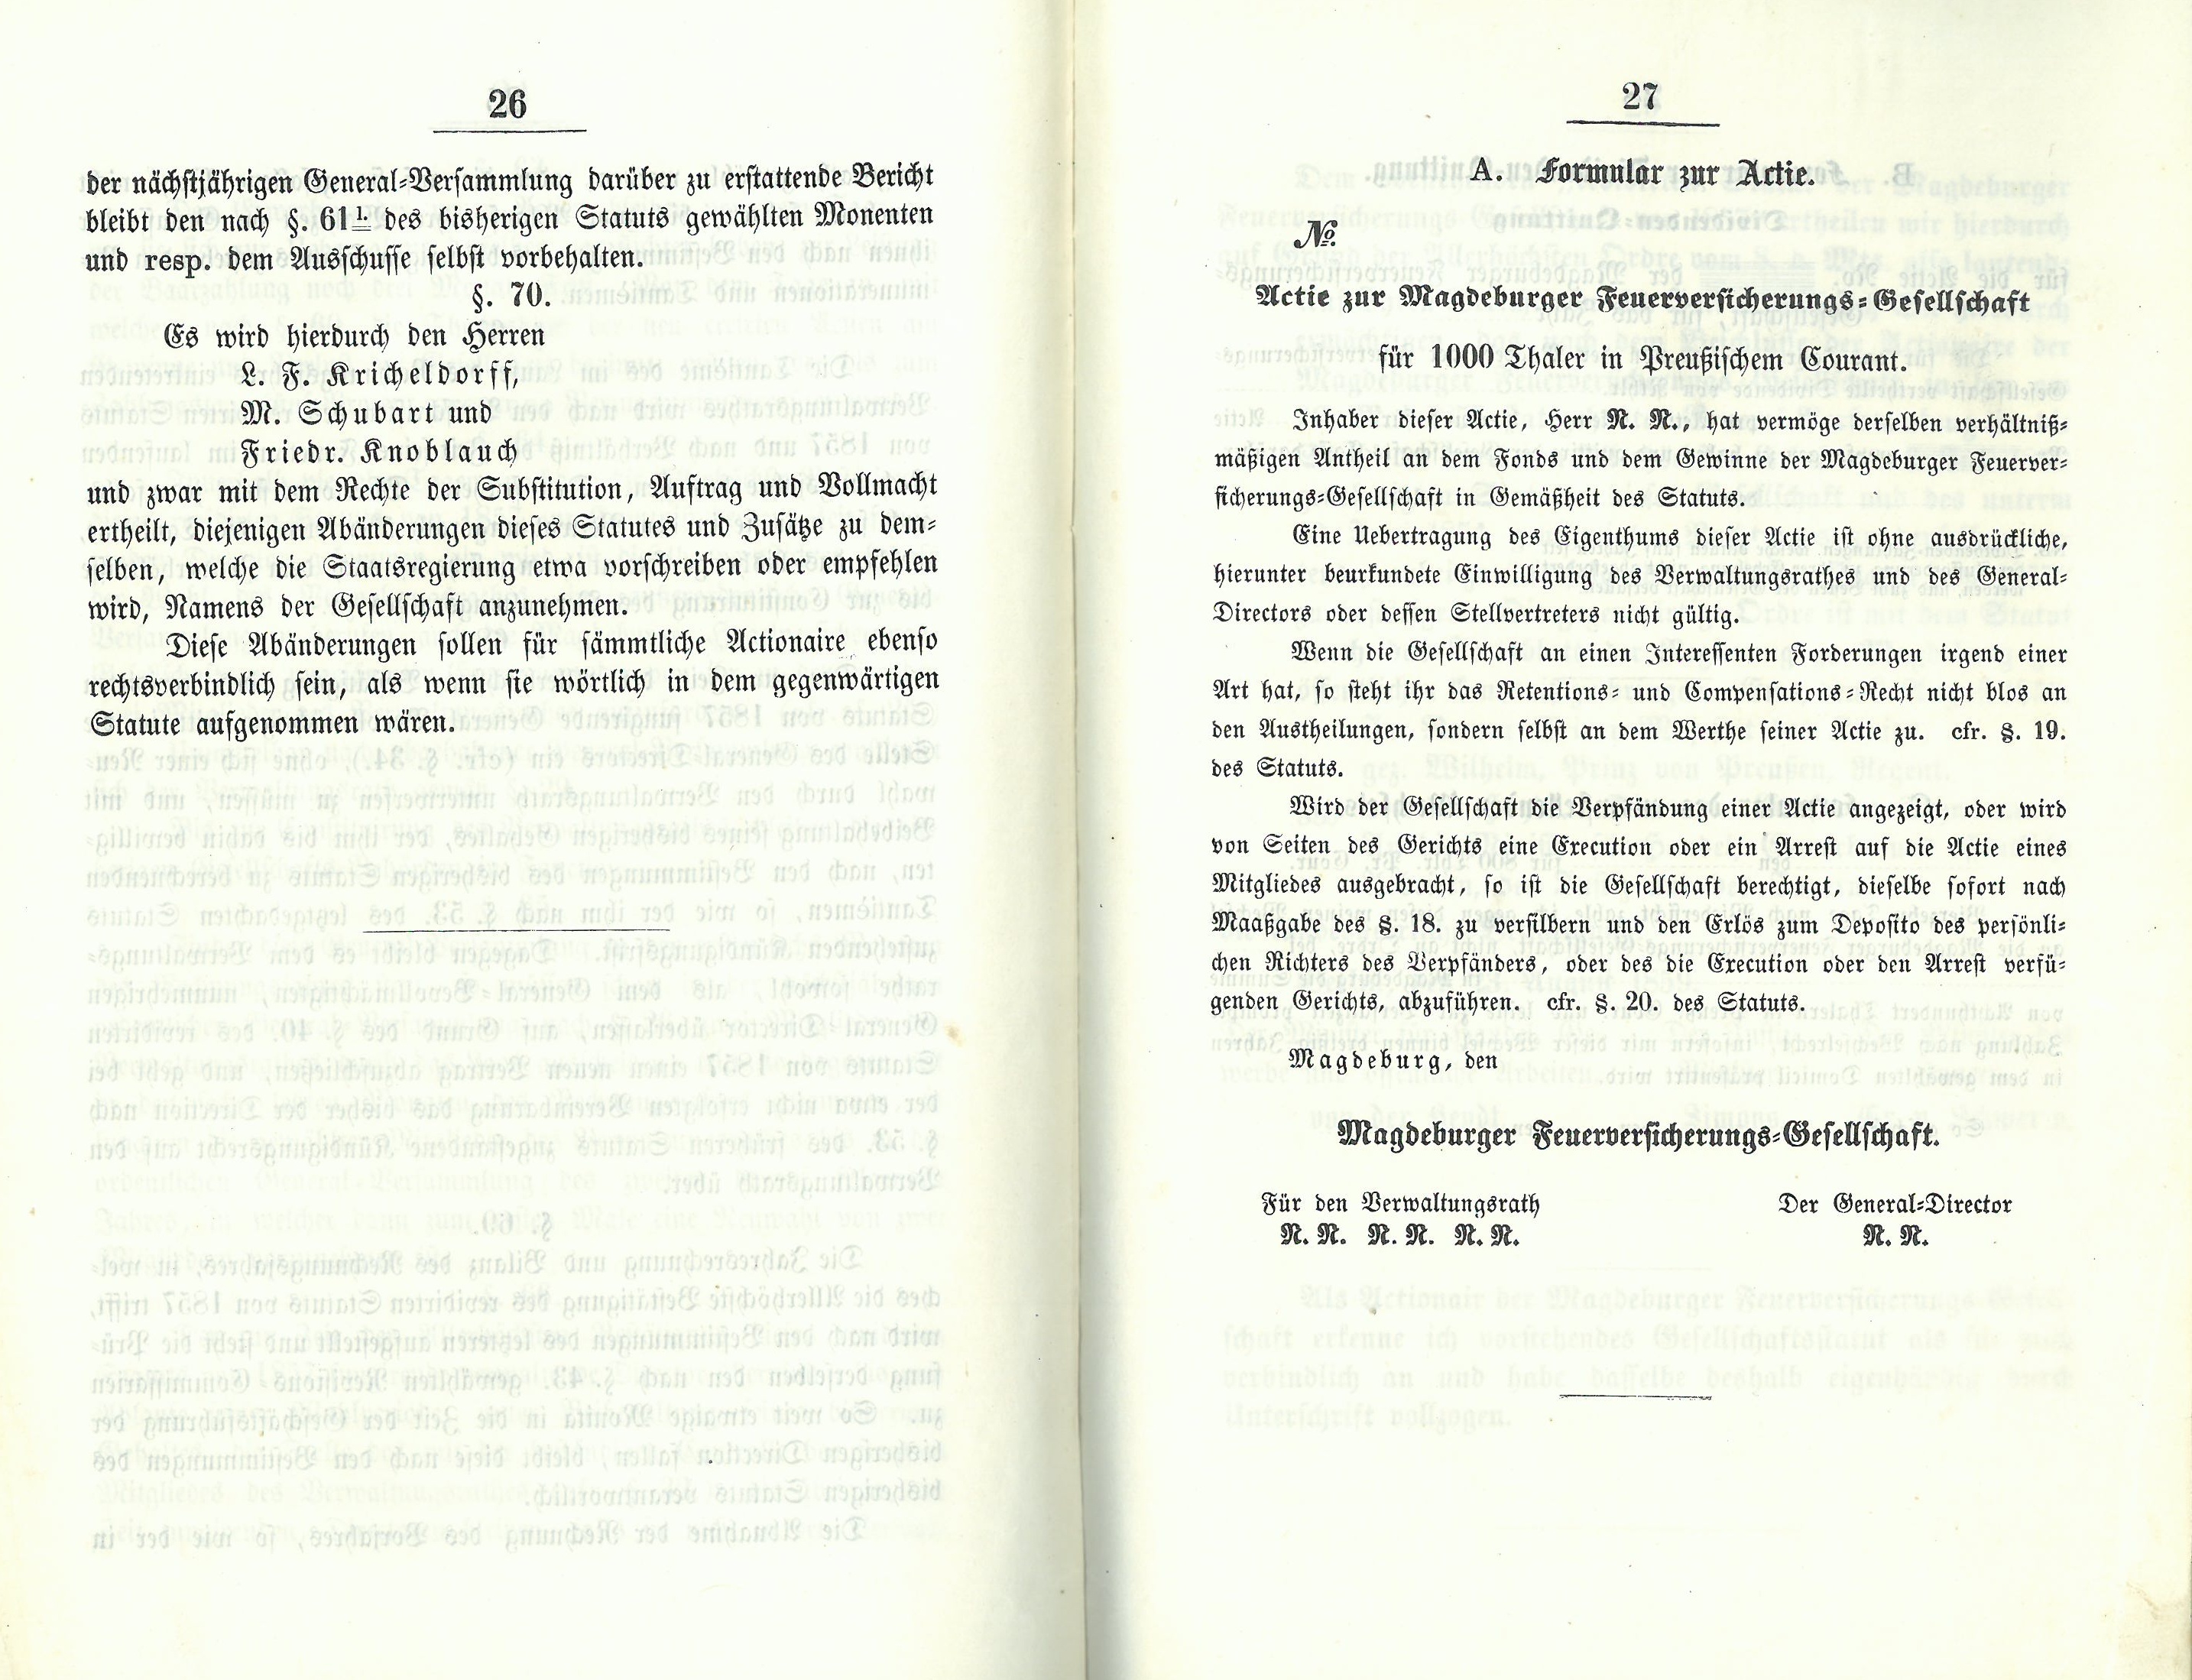 26
der nächstjährigen General-Versammlung darüber zu erstattende Bericht
bleibt den nach §. 61 1. des bisherigen Statuts gewählten Monenten
und resp. dem Ausschusse selbst vorbehalten.
§. 70.
Es wird hierdurch den Herren
L. F. Kricheldorff,
M. Schubart und
Friedr. Knoblauch
und zwar mit dem Rechte der Substitution, Auftrag und Vollmacht
ertheilt, diejenigen Abänderungen dieses Statutes und Zusätze zu dem-
selben, welche die Staatsregierung etwa vorschreiben oder empfehlen
wird, Namens der Gesellschaft anzunehmen.
Diese Abänderungen sollen für sämmtliche Actionaire ebenso
rechtsverbindlich sein, als wenn sie wörtlich in dem gegenwärtigen
Statute aufgenommen wären.
27
A. Formular zur Actie.
No.
Actie zur Magdeburger Feuerversicherungs-Gesellschaft
für 1000 Thaler in Preußischem Courant.
Inhaber dieser Actie, Herr N. N., hat vermöge derselben verhältniß-
mäßigen Antheil an dem Fonds und dem Gewinne der Magdeburger Feuerver-
sicherungs-Gesellschaft in Gemäßheit des Statuts.
Eine Uebertragung des Eigenthums dieser Actie ist ohne ausdrückliche,
hierunter beurkundete Einwilligung des Verwaltungsrathes und des General-
Directors oder dessen Stellvertreters nicht gültig.
Wenn die Gesellschaft an einen Interessenten Forderungen irgend einer
Art hat, so steht ihr das Retentions- und Compensations-Recht nicht blos an
den Austheilungen, sondern selbst an dem Werthe seiner Actie zu. cfr. §. 19.
des Statuts.
Wird der Gesellschaft die Verpfändung einer Actie angezeigt, oder wird
von Seiten des Gerichts eine Execution oder ein Arrest auf die Actie eines
Mitgliedes ausgebracht, so ist die Gesellschaft berechtigt, dieselbe sofort nach
Maaßgabe des §. 18. zu versilbern und den Erlös zum Deposito des persönli-
chen Richters des Verpfänders, oder des die Execution oder den Arrest verfü-
genden Gerichts, abzuführen. cfr. §. 20. des Statuts.
Magdeburg, den
Magdeburger Feuerversicherungs-Gesellschaft.
Für den Verwaltungsrath Der General-Director
N. N. N. N. N. N. N. N.